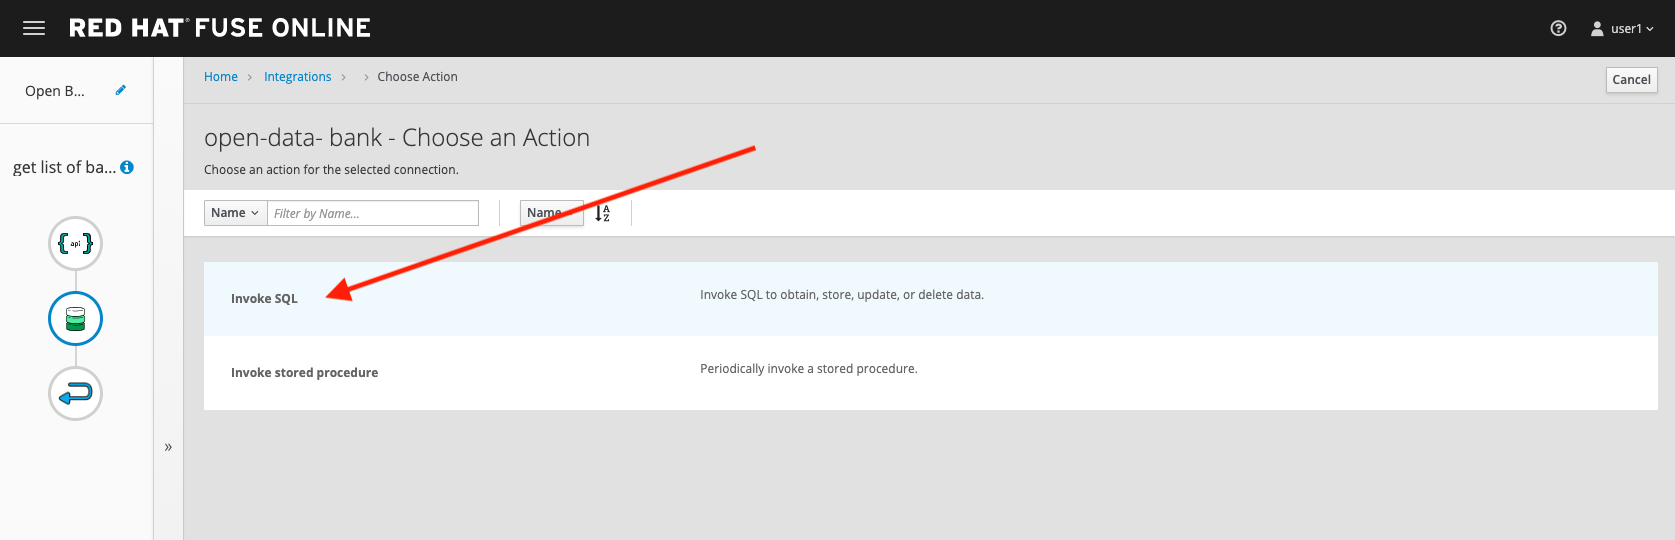 RED HAT® FUSE ONLINE
user1
Open B...
Home > Integrations > > Choose Action
Cancel
open-data- bank - Choose an Action
Choose an action for the selected connection.
get list of ba...
Name
Filter by Name...
Name
A
Z
api
Invoke SQL
Invoke SQL to obtain, store, update, or delete data.
Invoke stored procedure
Periodically invoke a stored procedure.
»